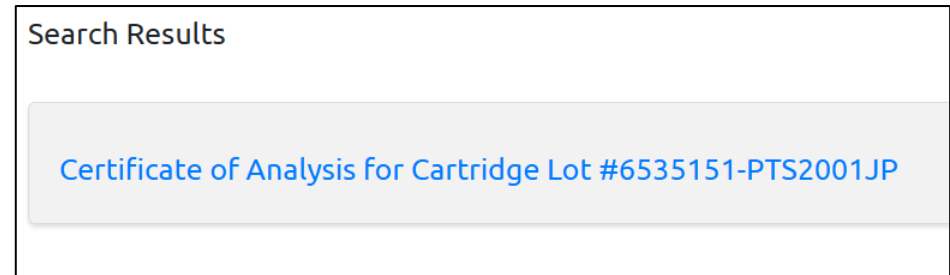 Search Results
Certificate of Analysis for Cartridge Lot #6535151-PTS2001JP